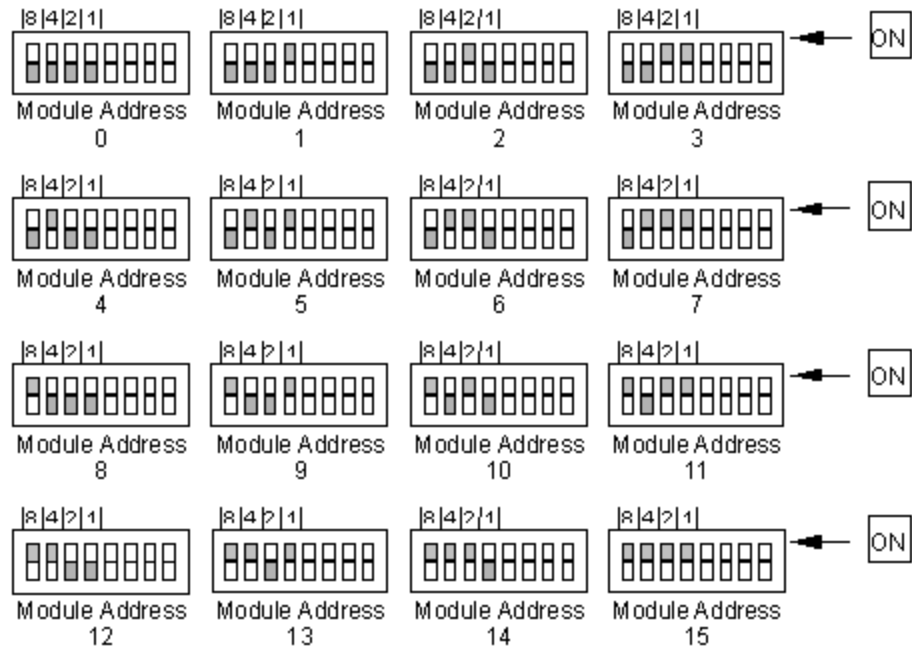 |8|4|2|1| |8|4|2|1| |8|4|2|1| |8|4|2|1|
ON
Module Address Module Address Module Address Module Address
0 1 2 3
|8|4|2|1| |8|4|2|1| |8|4|2|1| |8|4|2|1|
ON
Module Address Module Address Module Address Module Address
4 5 6 7
|8|4|2|1| |8|4|2|1| |8|4|2|1| |8|4|2|1|
ON
Module Address Module Address Module Address Module Address
8 9 10 11
|8|4|2|1| |8|4|2|1| |8|4|2|1| |8|4|2|1|
ON
Module Address Module Address Module Address Module Address
12 13 14 15